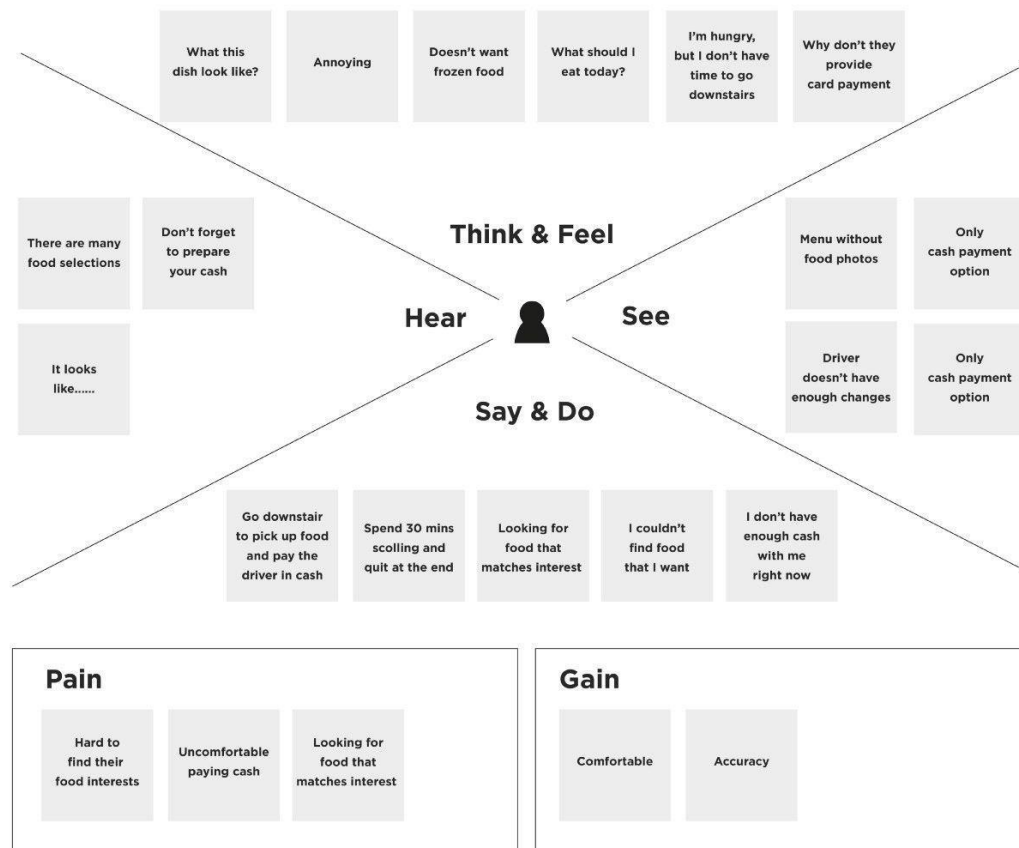 What this
dish look like?
Annoying
Doesn't want
frozen food
What should I
eat today?
I'm hungry,
but I don't have
time to go
downstairs
Why don't they
provide
card payment
Think & Feel
There are many
food selections
Don't forget
to prepare
your cash
It looks
like......
Hear
See
Menu without
food photos
Only
cash payment
option
Driver
doesn't have
enough changes
Only
cash payment
option
Say & Do
Go downstair
to pick up food
and pay the
driver in cash
Spend 30 mins
scolling and
quit at the end
Looking for
food that
matches interest
I couldn't
find food
that I want
I don't have
enough cash
with me
right now
Pain
Hard to
find their
food interests
Uncomfortable
paying cash
Looking for
food that
matches interest
Gain
Comfortable
Accuracy